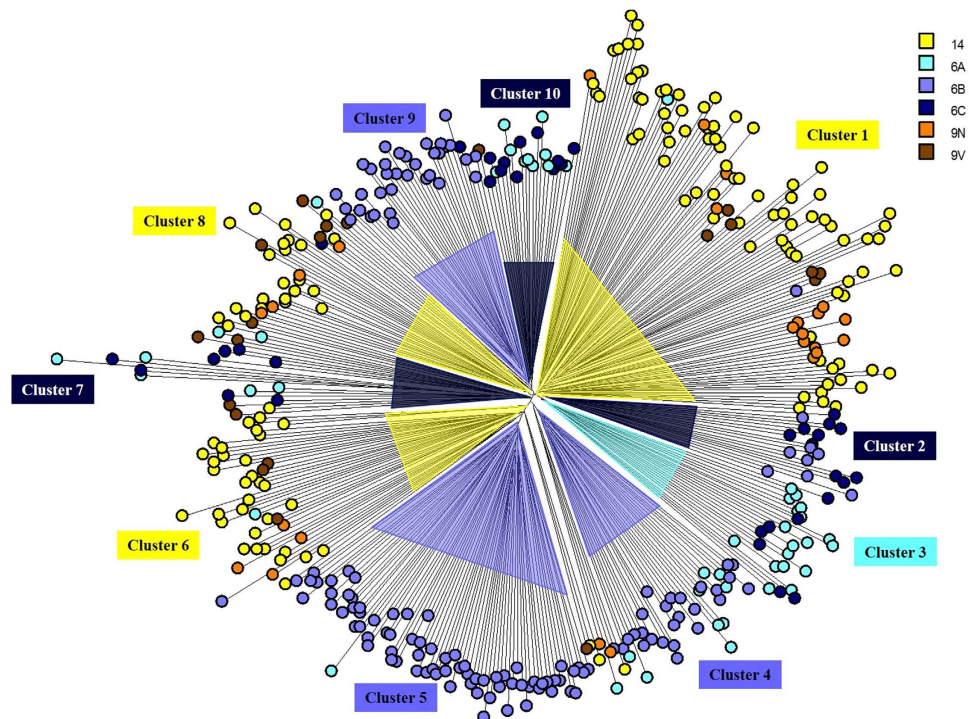 Cluster 10
14
6A
6B
6C
9N
9V
Cluster 9
Cluster 1
Cluster 8
Cluster 7
Cluster 2
Cluster 6
Cluster 3
Cluster 5
Cluster 4